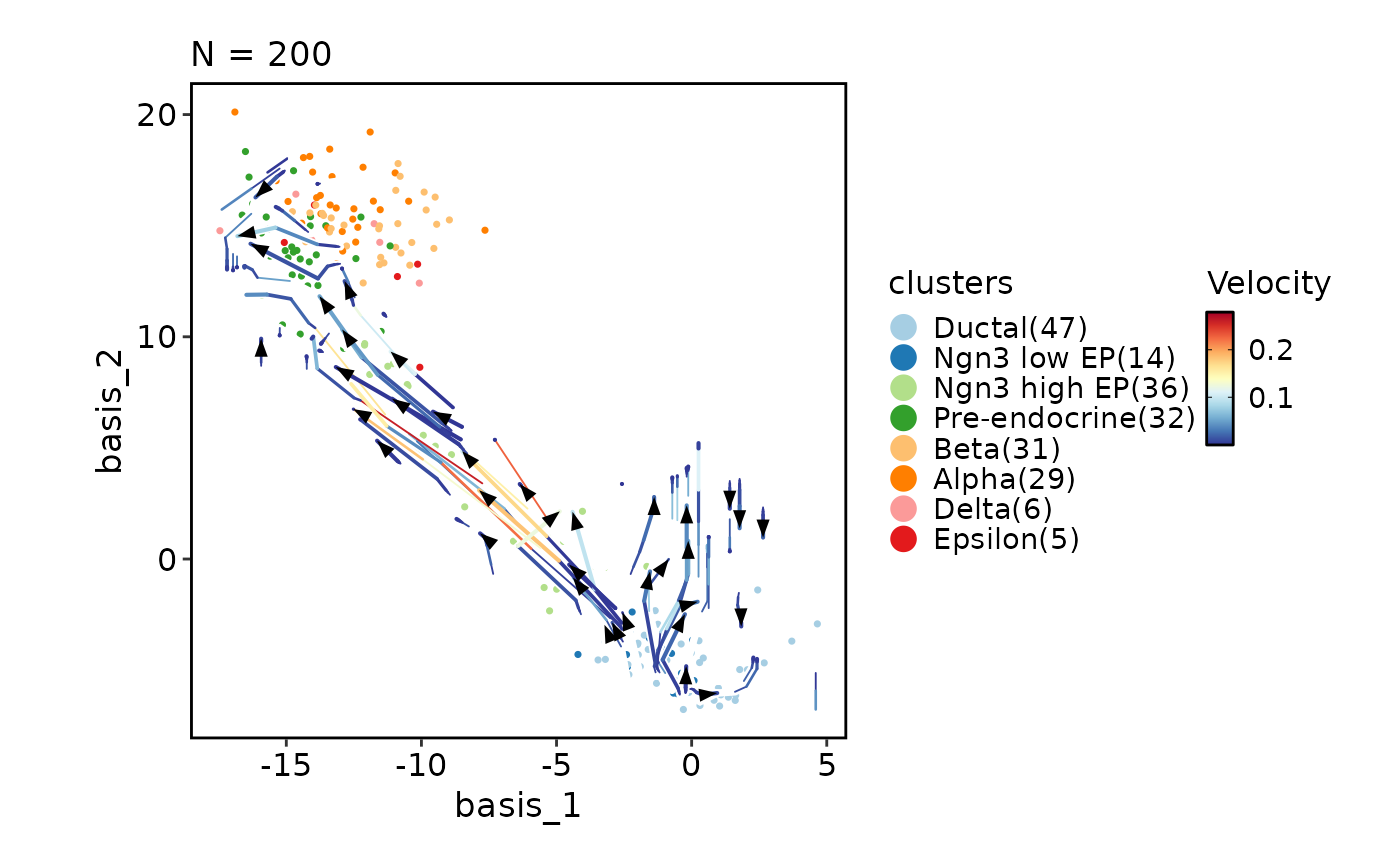 N = 200
20
10
0
basis_2
-15
-10
-5
0
5
basis_1
clusters
Ductal(47)
Ngn3 low EP(14)
Ngn3 high EP(36)
Pre-endocrine(32)
Beta(31)
Alpha(29)
Delta(6)
Epsilon(5)
Velocity
0.2
0.1